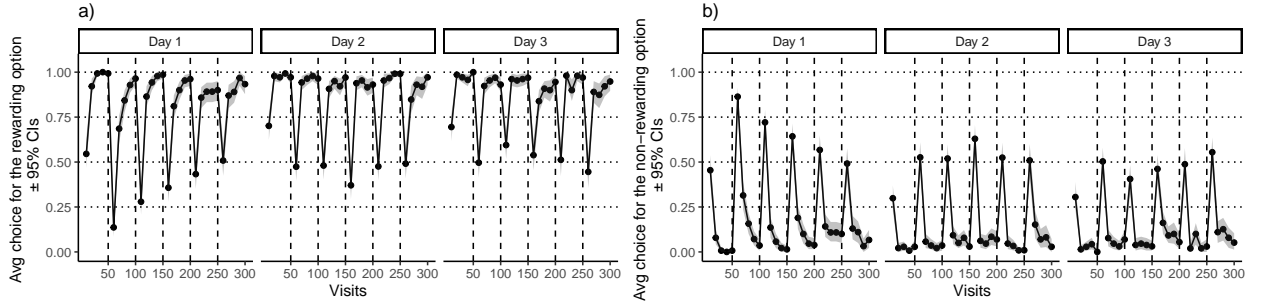 a)
Day 1 Day 2 Day 3
Avg choice for the rewarding option
± 95% CIs
1.00
0.75
0.50
0.25
0.00
50 100 150 200 250 300 50 100 150 200 250 300 50 100 150 200 250 300
Visits
b)
Day 1 Day 2 Day 3
Avg choice for the non−rewarding option
± 95% CIs
1.00
0.75
0.50
0.25
0.00
50 100 150 200 250 300 50 100 150 200 250 300 50 100 150 200 250 300
Visits